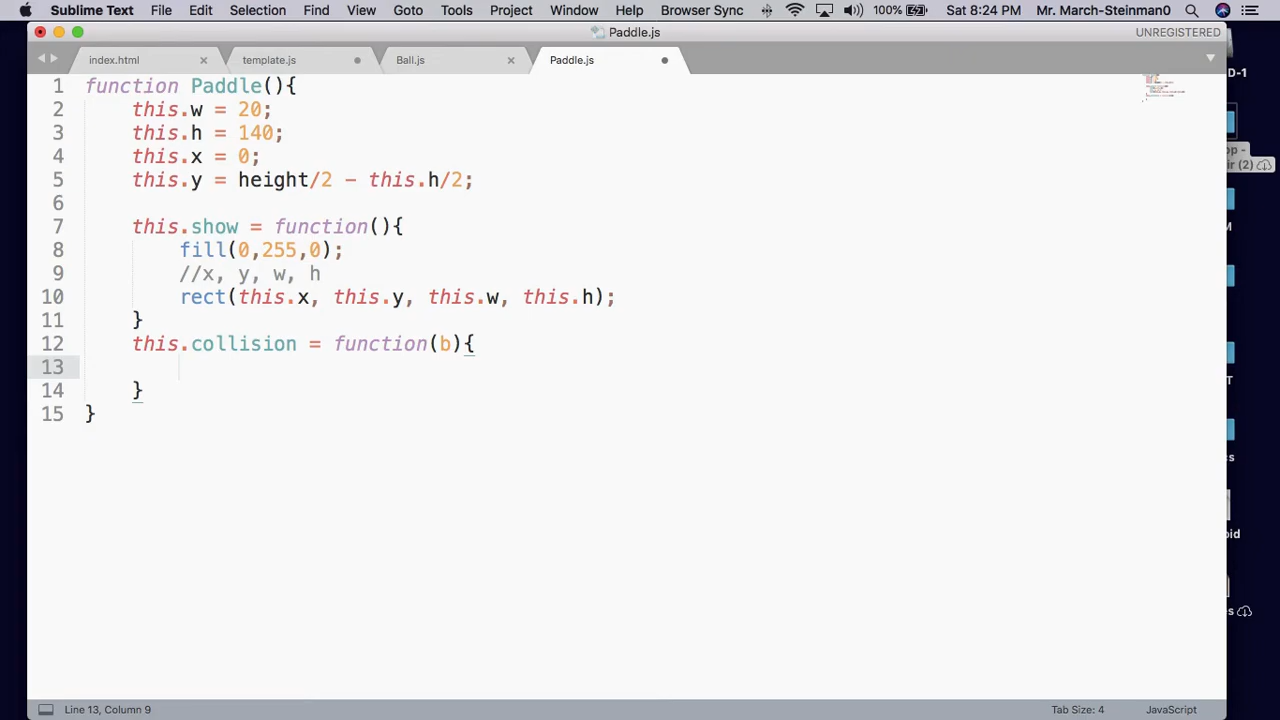 Sublime Text File Edit Selection Find View Goto Tools Project Window Help Browser Sync 100% Sat 8:24 PM Mr. March-Steinman0
Paddle.js UNREGISTERED
index.html template.js Ball.js Paddle.js
1 function Paddle(){
2 this.w = 20;
3 this.h = 140;
4 this.x = 0;
5 this.y = height/2 - this.h/2;
6
7 this.show = function(){
8 fill(0,255,0);
9 //x, y, w, h
10 rect(this.x, this.y, this.w, this.h);
11 }
12 this.collision = function(b){
13
14 }
15 }
Line 13, Column 9 Tab Size: 4 JavaScript